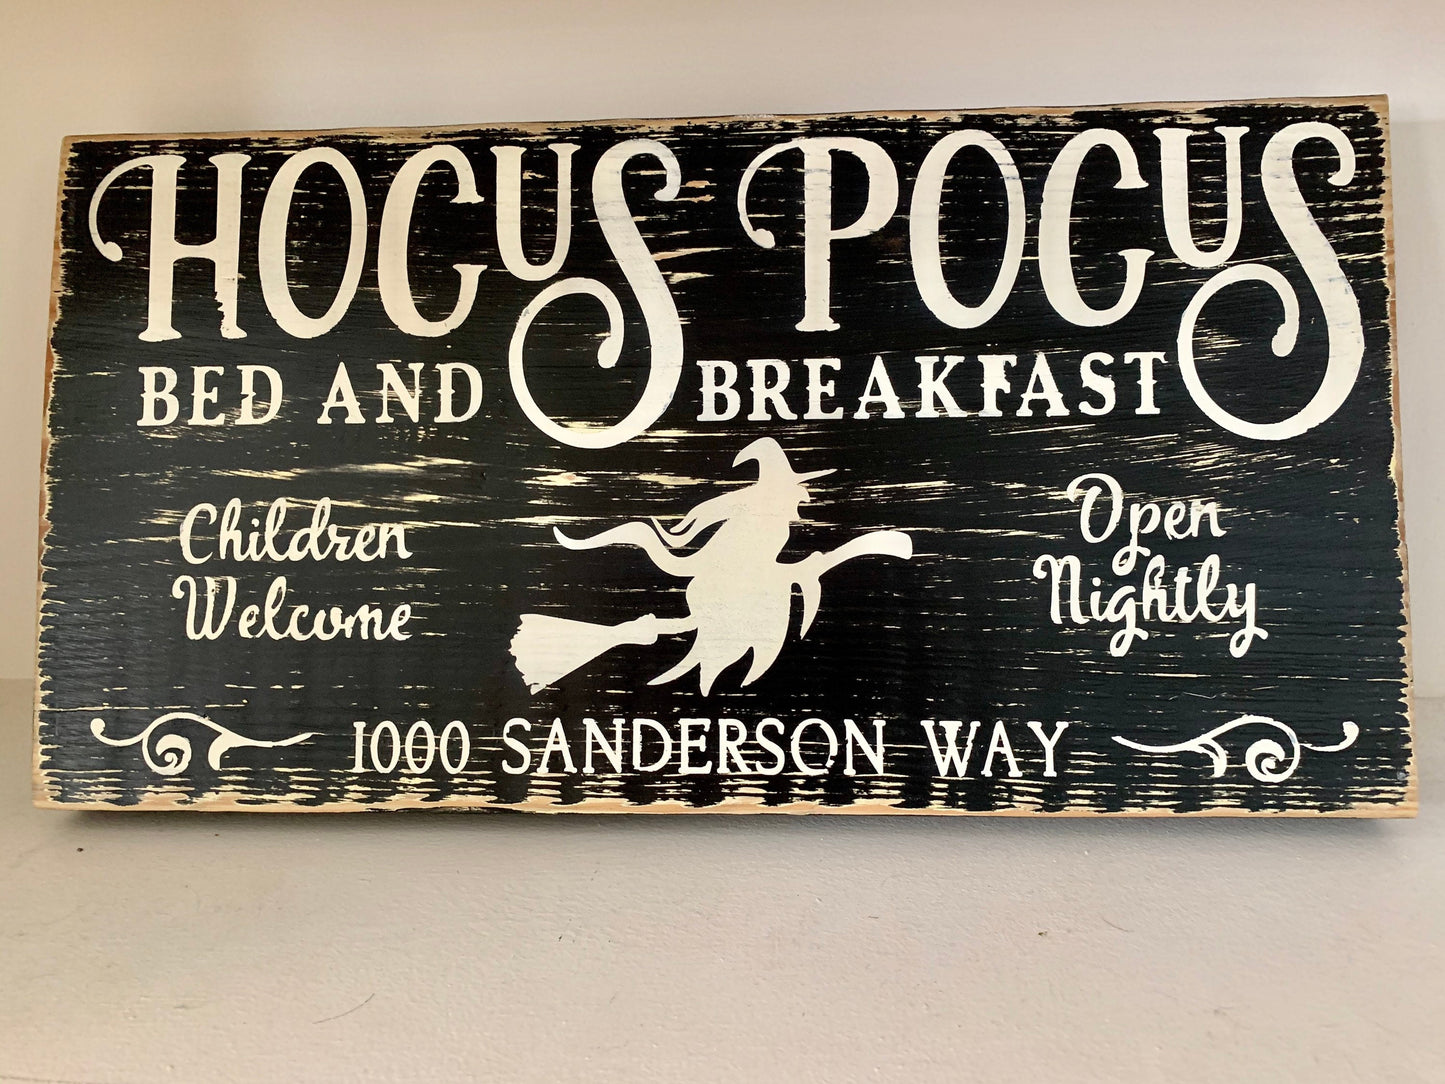 HOCUS POCUS
BED AND BREAKFAST
Children
Welcome
Open
Nightly
1000 SANDERSON WAY